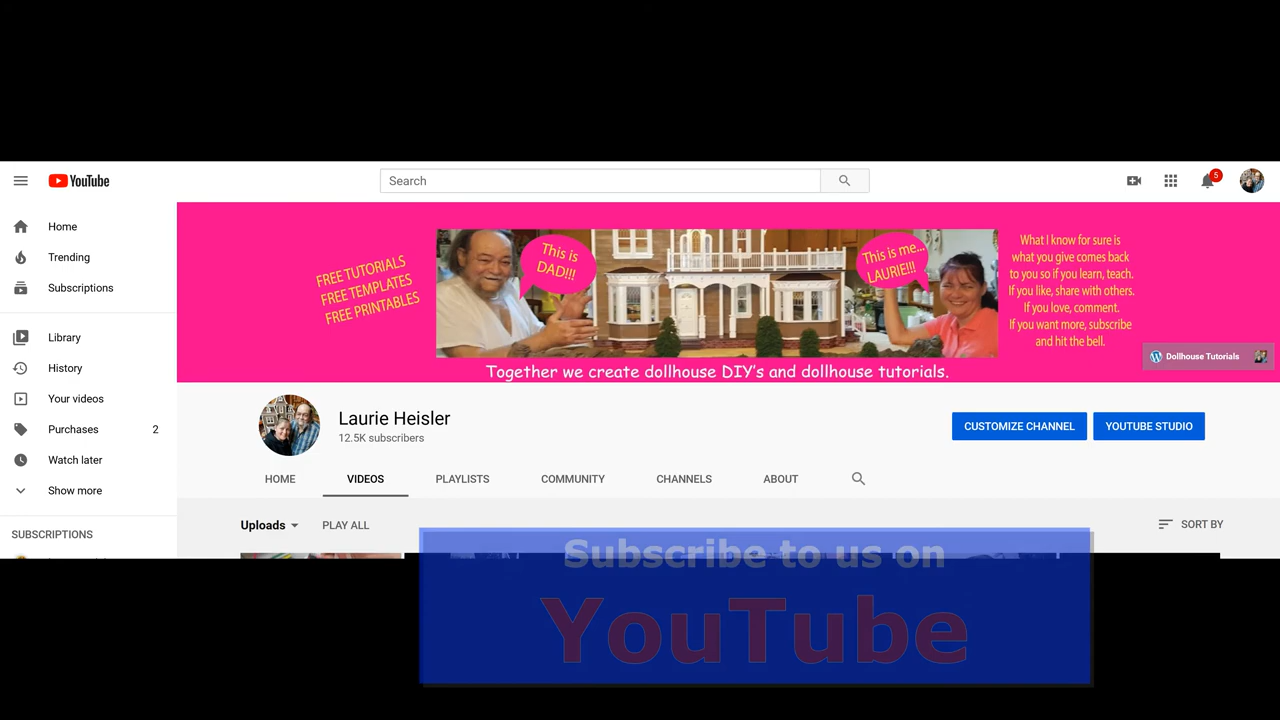 YouTube
Search
5
Home
Trending
Subscriptions
Library
History
Your videos
Purchases 2
Watch later
Show more
SUBSCRIPTIONS
FREE TUTORIALS
FREE TEMPLATES
FREE PRINTABLES
This is
DAD!!!
This is me...
LAURIE!!!
What I know for sure is
what you give comes back
to you so if you learn, teach.
If you like, share with others.
If you love, comment.
If you want more, subscribe
and hit the bell.
Together we create dollhouse DIY's and dollhouse tutorials.
Dollhouse Tutorials
Laurie Heisler
12.5K subscribers
CUSTOMIZE CHANNEL
YOUTUBE STUDIO
HOME VIDEOS PLAYLISTS COMMUNITY CHANNELS ABOUT
Uploads PLAY ALL SORT BY
Subscribe to us on
YouTube